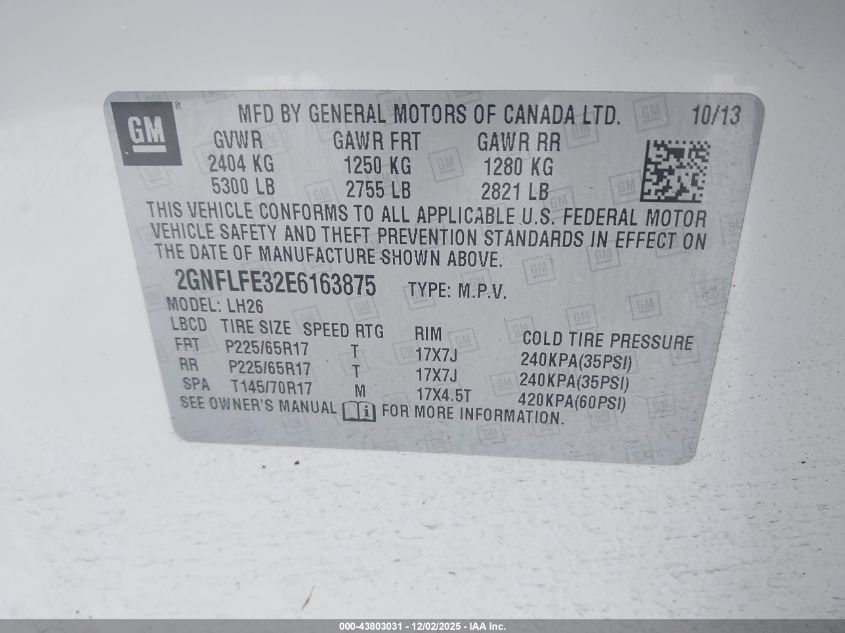 GM ® MFD BY GENERAL MOTORS OF CANADA LTD. 10/13
GVWR GAWR FRT GAWR RR
2404 KG 1250 KG 1280 KG
5300 LB 2755 LB 2821 LB
THIS VEHICLE CONFORMS TO ALL APPLICABLE U.S. FEDERAL MOTOR
VEHICLE SAFETY AND THEFT PREVENTION STANDARDS IN EFFECT ON
THE DATE OF MANUFACTURE SHOWN ABOVE.
2GNFLFE32E6163875 TYPE: M.P.V.
MODEL: LH26
LBCD TIRE SIZE SPEED RTG RIM COLD TIRE PRESSURE
FRT P225/65R17 T 17X7J 240KPA(35PSI)
RR P225/65R17 T 17X7J 240KPA(35PSI)
SPA T145/70R17 M 17X4.5T 420KPA(60PSI)
SEE OWNER'S MANUAL i FOR MORE INFORMATION.
000-43803031 - 12/02/2025 - IAA Inc.